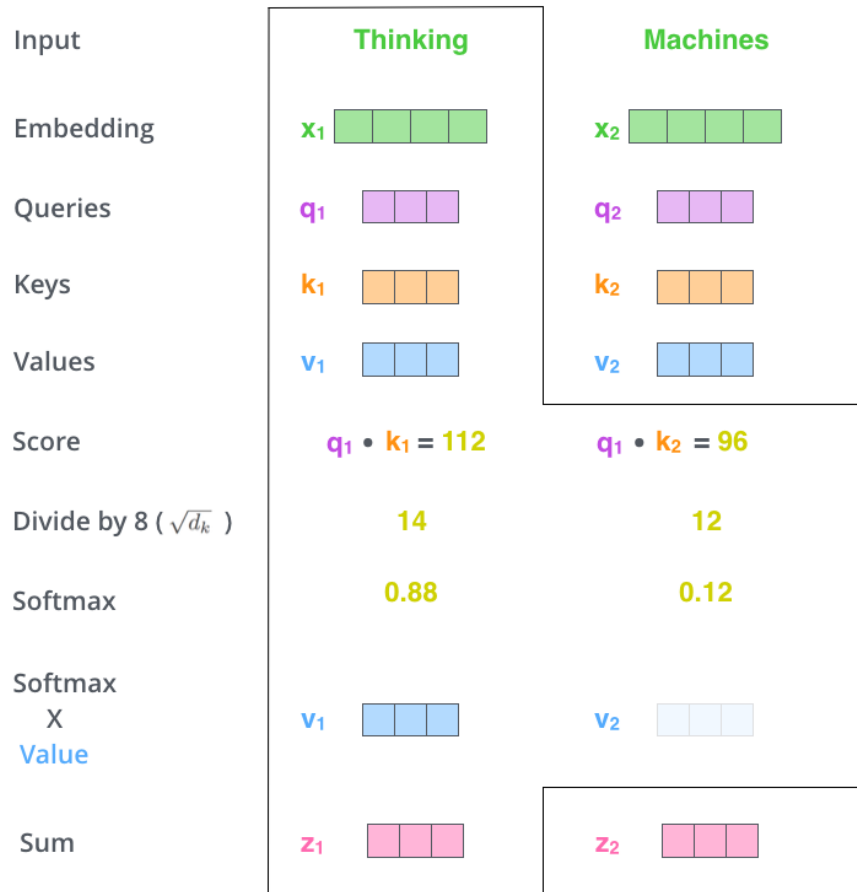 Input Thinking Machines
Embedding x₁ x₂
Queries q₁ q₂
Keys k₁ k₂
Values v₁ v₂
Score q₁ • k₁ = 112 q₁ • k₂ = 96
Divide by 8 ( √dₖ ) 14 12
Softmax 0.88 0.12
Softmax
X
Value
v₁ v₂
Sum z₁ z₂